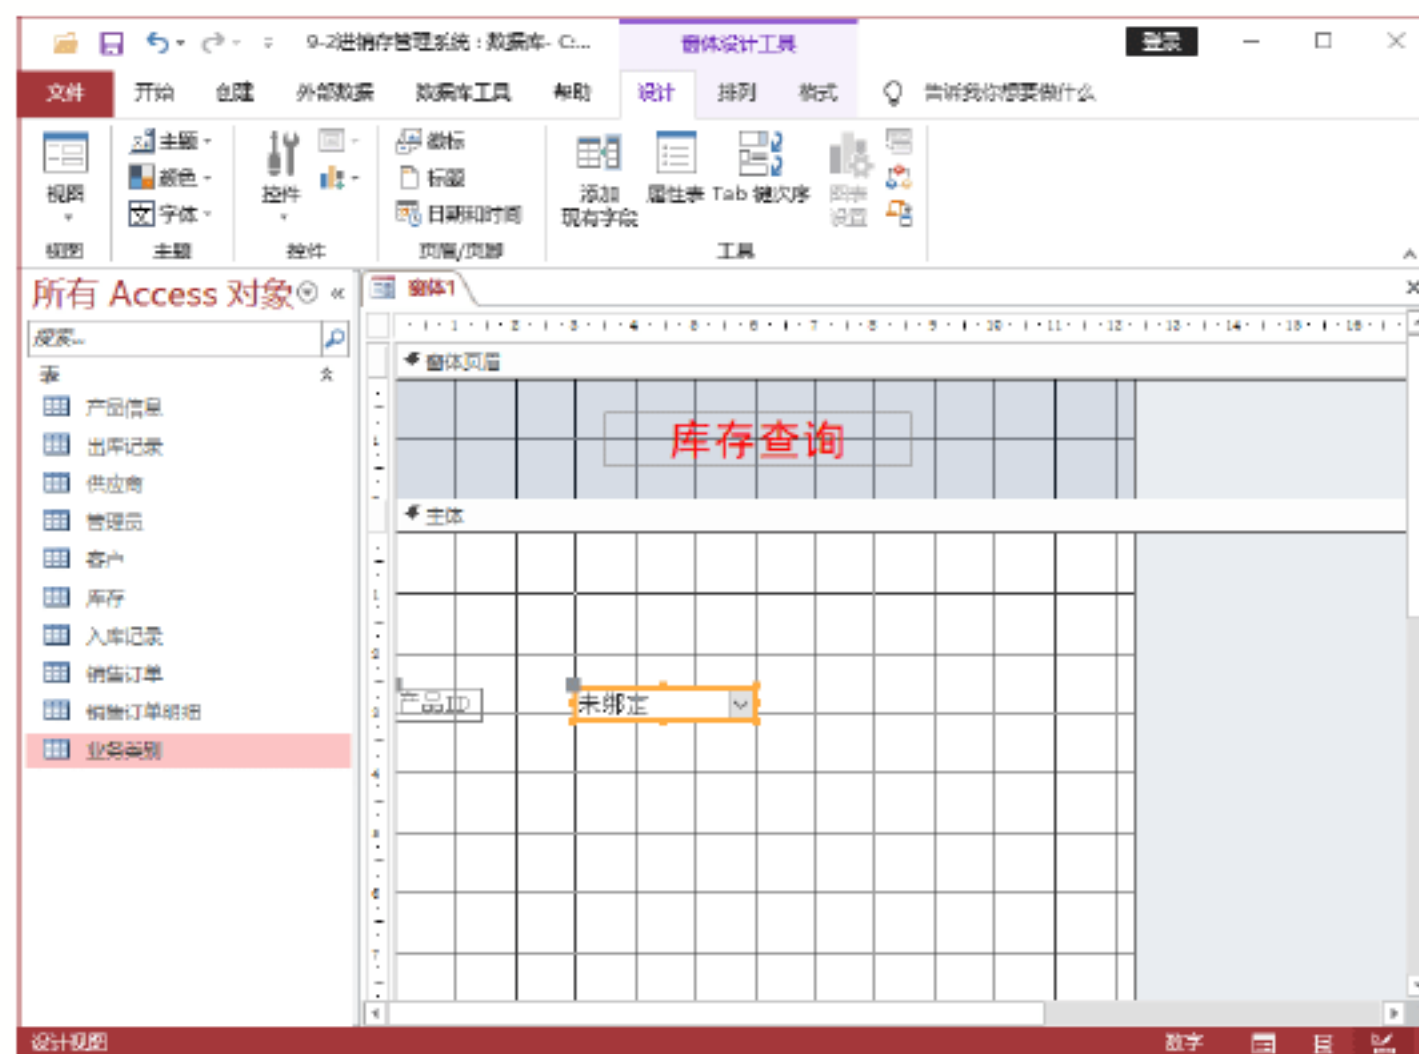 9-2进销存管理系统：数据库- C:... 窗体设计工具 登录
文件 开始 创建 外部数据 数据库工具 帮助 设计 排列 格式 告诉我你想要做什么
主题 徽标
颜色 标题
视图 控件 添加 属性表 Tab 键次序 图表
字体 日期和时间 现有字段 设置
视图 主题 控件 页眉/页脚 工具
所有 Access 对象 窗体1
搜索...
表
产品信息
出库记录
供应商
管理员
客户
库存
入库记录
销售订单
销售订单明细
业务类别
窗体页眉
库存查询
主体
产品ID 未绑定
设计视图 数字